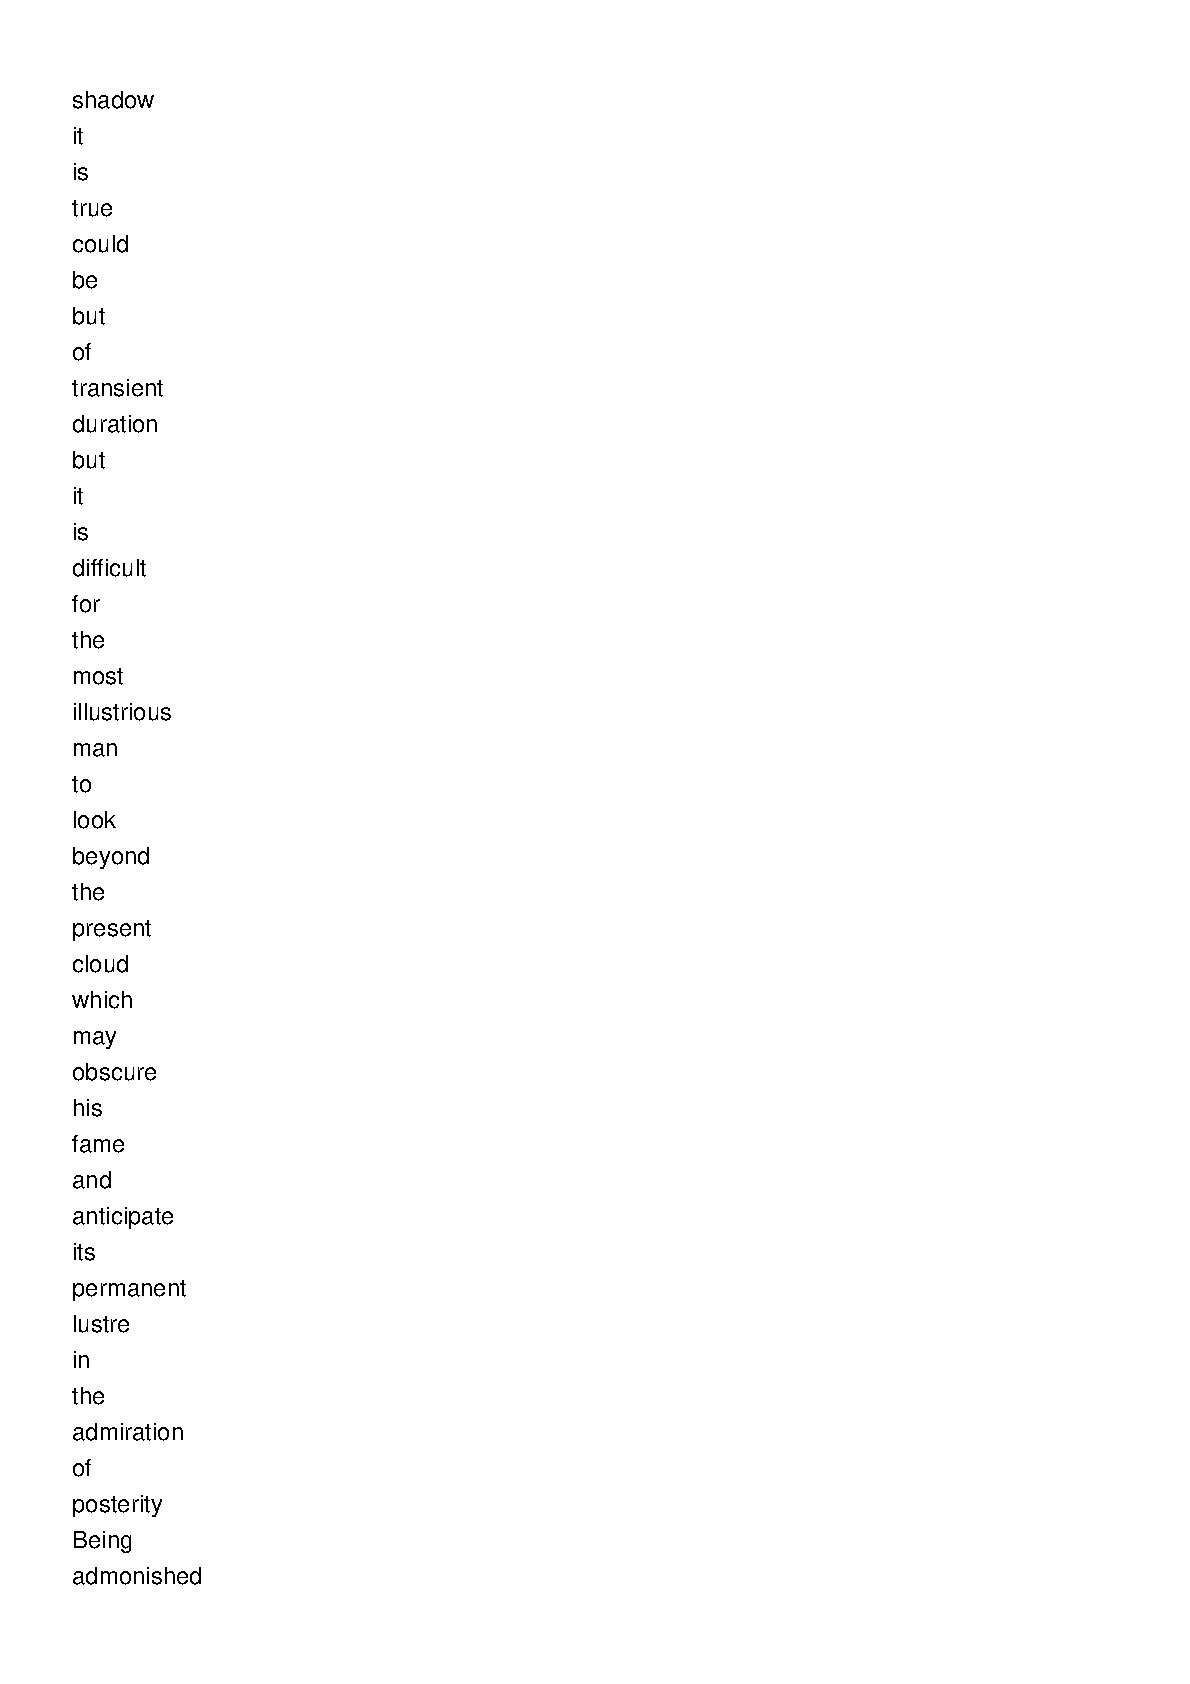 shadow
it
is
true
could
be
but
of
transient
duration
but
it
is
difficult
for
the
most
illustrious
man
to
look
beyond
the
present
cloud
which
may
obscure
his
fame
and
anticipate
its
permanent
lustre
in
the
admiration
of
posterity
Being
admonished